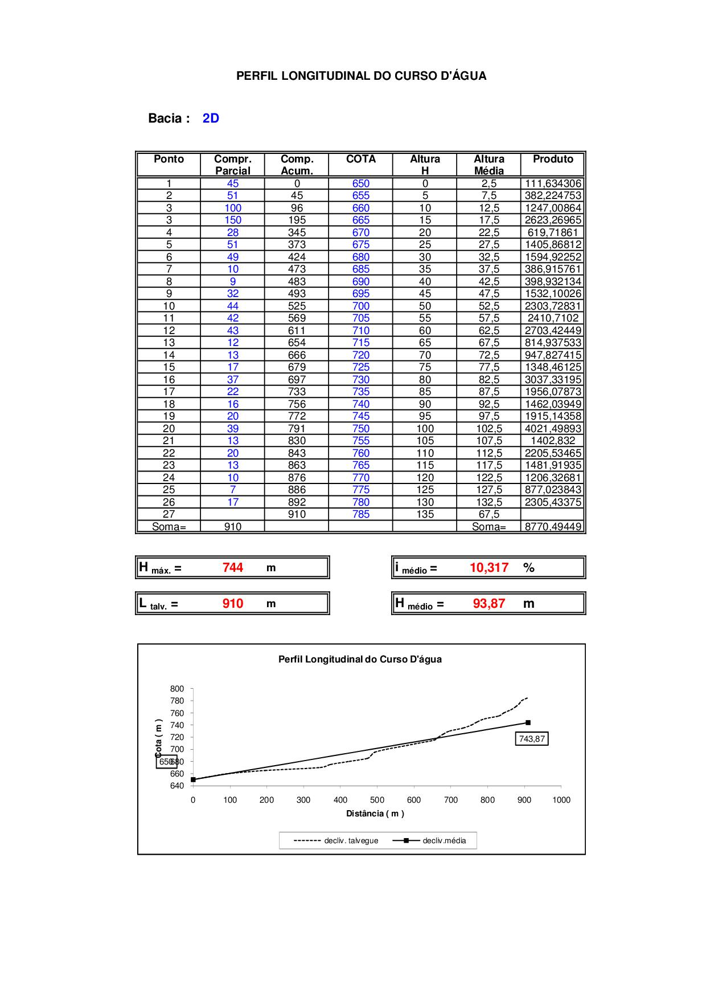 PERFIL LONGITUDINAL DO CURSO D'ÁGUA
Bacia : 2D
Ponto Compr. Comp. COTA Altura Altura Produto
Parcial Acum. H Média
1 45 0 650 0 2,5 111,634306
2 51 45 655 5 7,5 382,224753
3 100 96 660 10 12,5 1247,00864
3 150 195 665 15 17,5 2623,26965
4 28 345 670 20 22,5 619,71861
5 51 373 675 25 27,5 1405,86812
6 49 424 680 30 32,5 1594,92252
7 10 473 685 35 37,5 386,915761
8 9 483 690 40 42,5 398,932134
9 32 493 695 45 47,5 1532,10026
10 44 525 700 50 52,5 2303,72831
11 42 569 705 55 57,5 2410,7102
12 43 611 710 60 62,5 2703,42449
13 12 654 715 65 67,5 814,937533
14 13 666 720 70 72,5 947,827415
15 17 679 725 75 77,5 1348,46125
16 37 697 730 80 82,5 3037,33195
17 22 733 735 85 87,5 1956,07873
18 16 756 740 90 92,5 1462,03949
19 20 772 745 95 97,5 1915,14358
20 39 791 750 100 102,5 4021,49893
21 13 830 755 105 107,5 1402,832
22 20 843 760 110 112,5 2205,53465
23 13 863 765 115 117,5 1481,91935
24 10 876 770 120 122,5 1206,32681
25 7 886 775 125 127,5 877,023843
26 17 892 780 130 132,5 2305,43375
27 910 785 135 67,5
Soma= 910 Soma= 8770,49449
H máx. = 744 m i médio = 10,317 %
L talv. = 910 m H médio = 93,87 m
Perfil Longitudinal do Curso D'água
800
780
760
740
720
700
680
660
640
Cota ( m )
650
743,87
0 100 200 300 400 500 600 700 800 900 1000
Distância ( m )
decliv. talvegue decliv.média